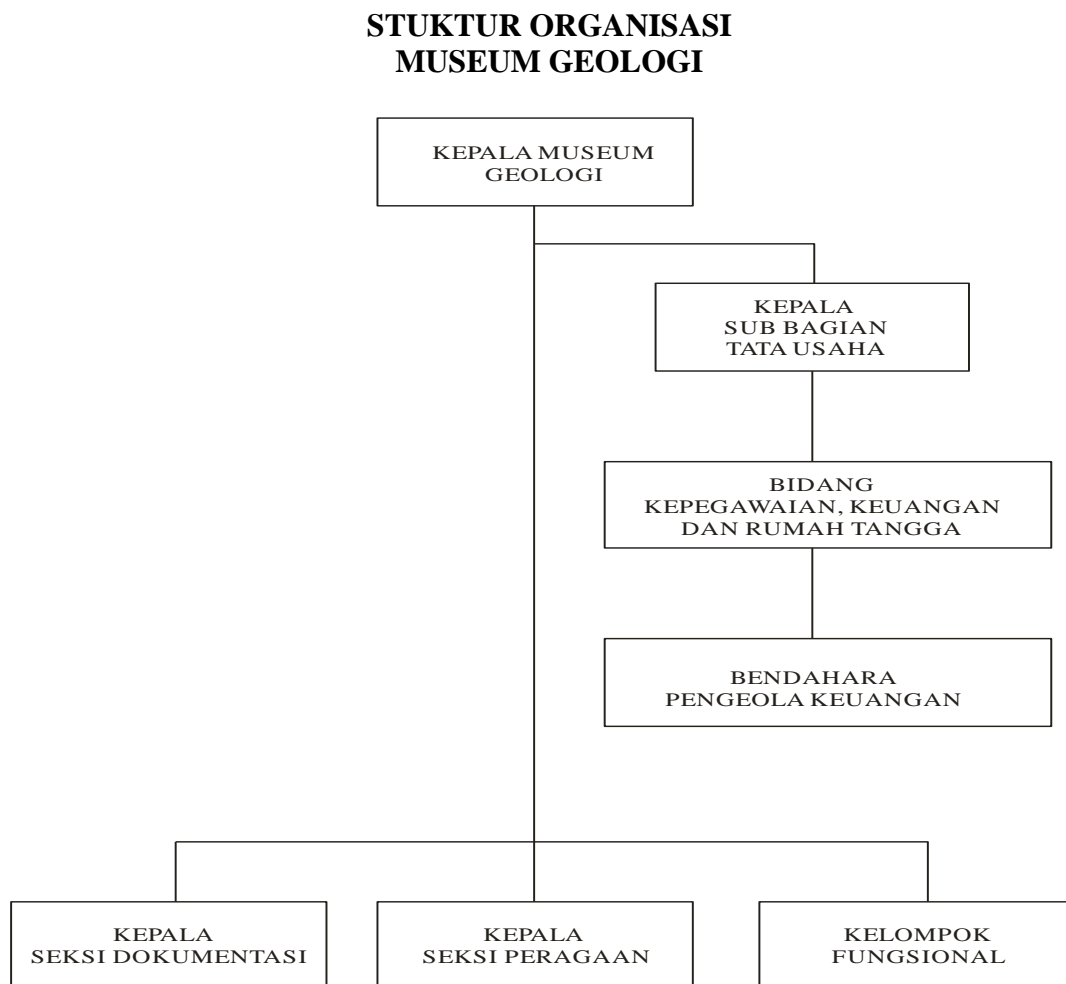 STUKTUR ORGANISASI
MUSEUM GEOLOGI
KEPALA MUSEUM
GEOLOGI
KEPALA
SUB BAGIAN
TATA USAHA
BIDANG
KEPEGAWAIAN, KEUANGAN
DAN RUMAH TANGGA
BENDAHARA
PENGEOLA KEUANGAN
KEPALA
SEKSI DOKUMENTASI
KEPALA
SEKSI PERAGAAN
KELOMPOK
FUNGSIONAL